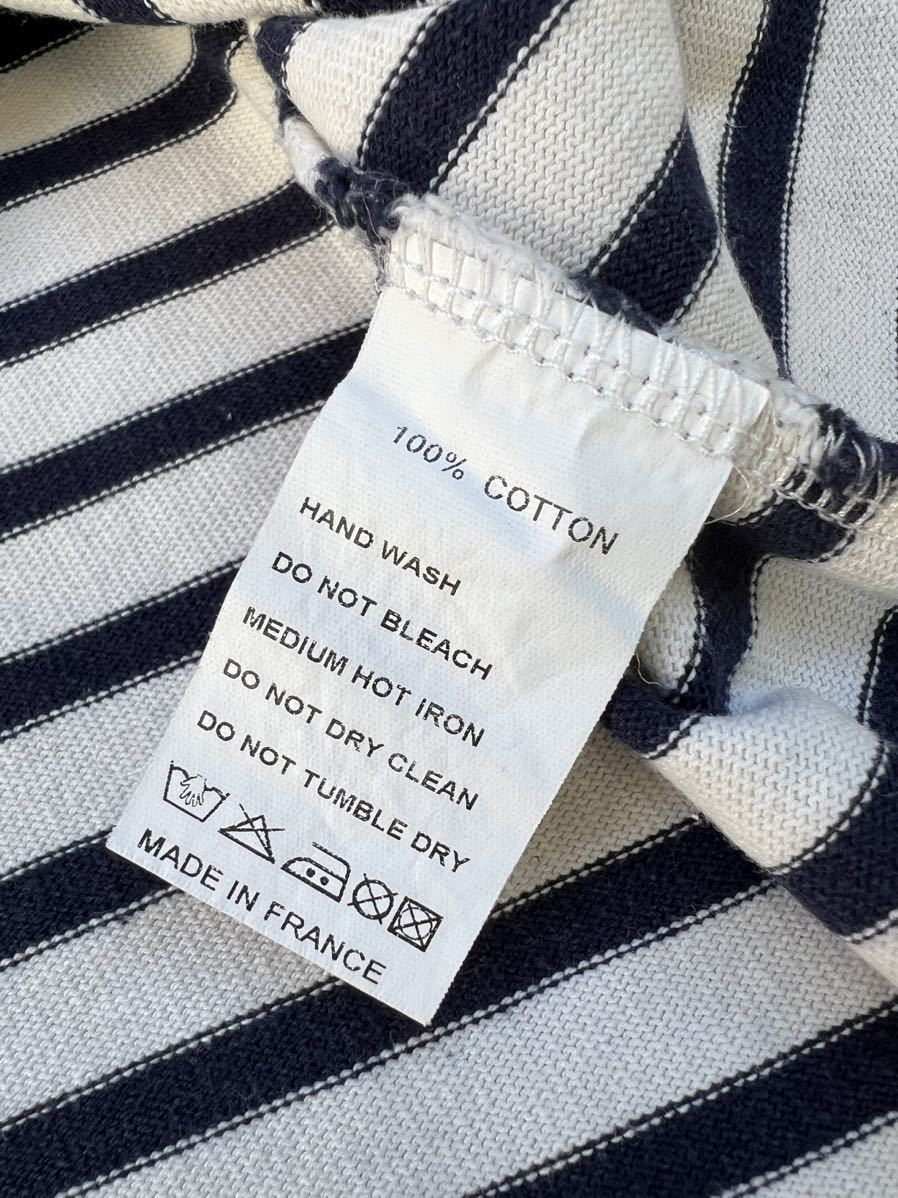 100% COTTON
HAND WASH
DO NOT BLEACH
MEDIUM HOT IRON
DO NOT DRY CLEAN
DO NOT TUMBLE DRY
MADE IN FRANCE